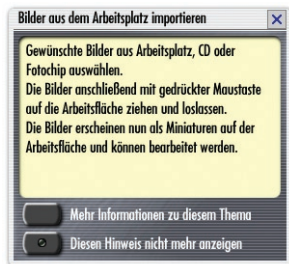 Bilder aus dem Arbeitsplatz importieren
Gewünschte Bilder aus Arbeitsplatz, CD oder
Fotochip auswählen.
Die Bilder anschließend mit gedrückter Maustaste
auf die Arbeitsfläche ziehen und loslassen.
Die Bilder erscheinen nun als Miniaturen auf der
Arbeitsfläche und können bearbeitet werden.
Mehr Informationen zu diesem Thema
Diesen Hinweis nicht mehr anzeigen